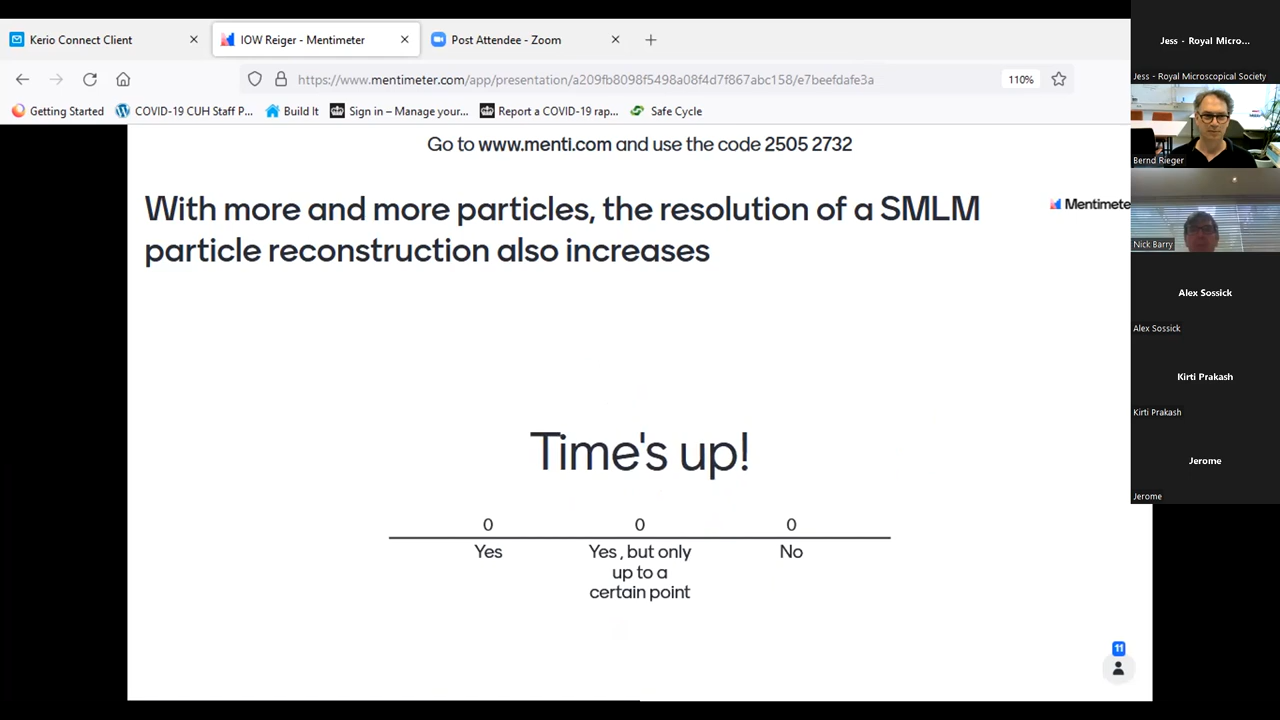 Kerio Connect Client
IOW Reiger - Mentimeter
Post Attendee - Zoom
https://www.mentimeter.com/app/presentation/a209fb8098f5498a08f4d7f867abc158/e7beefdafe3a
110%
Getting Started
COVID-19 CUH Staff P...
Build It
Sign in – Manage your...
Report a COVID-19 rap...
Safe Cycle
Go to www.menti.com and use the code 2505 2732
With more and more particles, the resolution of a SMLM
particle reconstruction also increases
Mentimeter
Time's up!
0
0
0
Yes
Yes, but only
up to a
certain point
No
11
Jess - Royal Micro...
Jess - Royal Microscopical Society
Bernd Rieger
Nick Barry
Alex Sossick
Alex Sossick
Kirti Prakash
Kirti Prakash
Jerome
Jerome